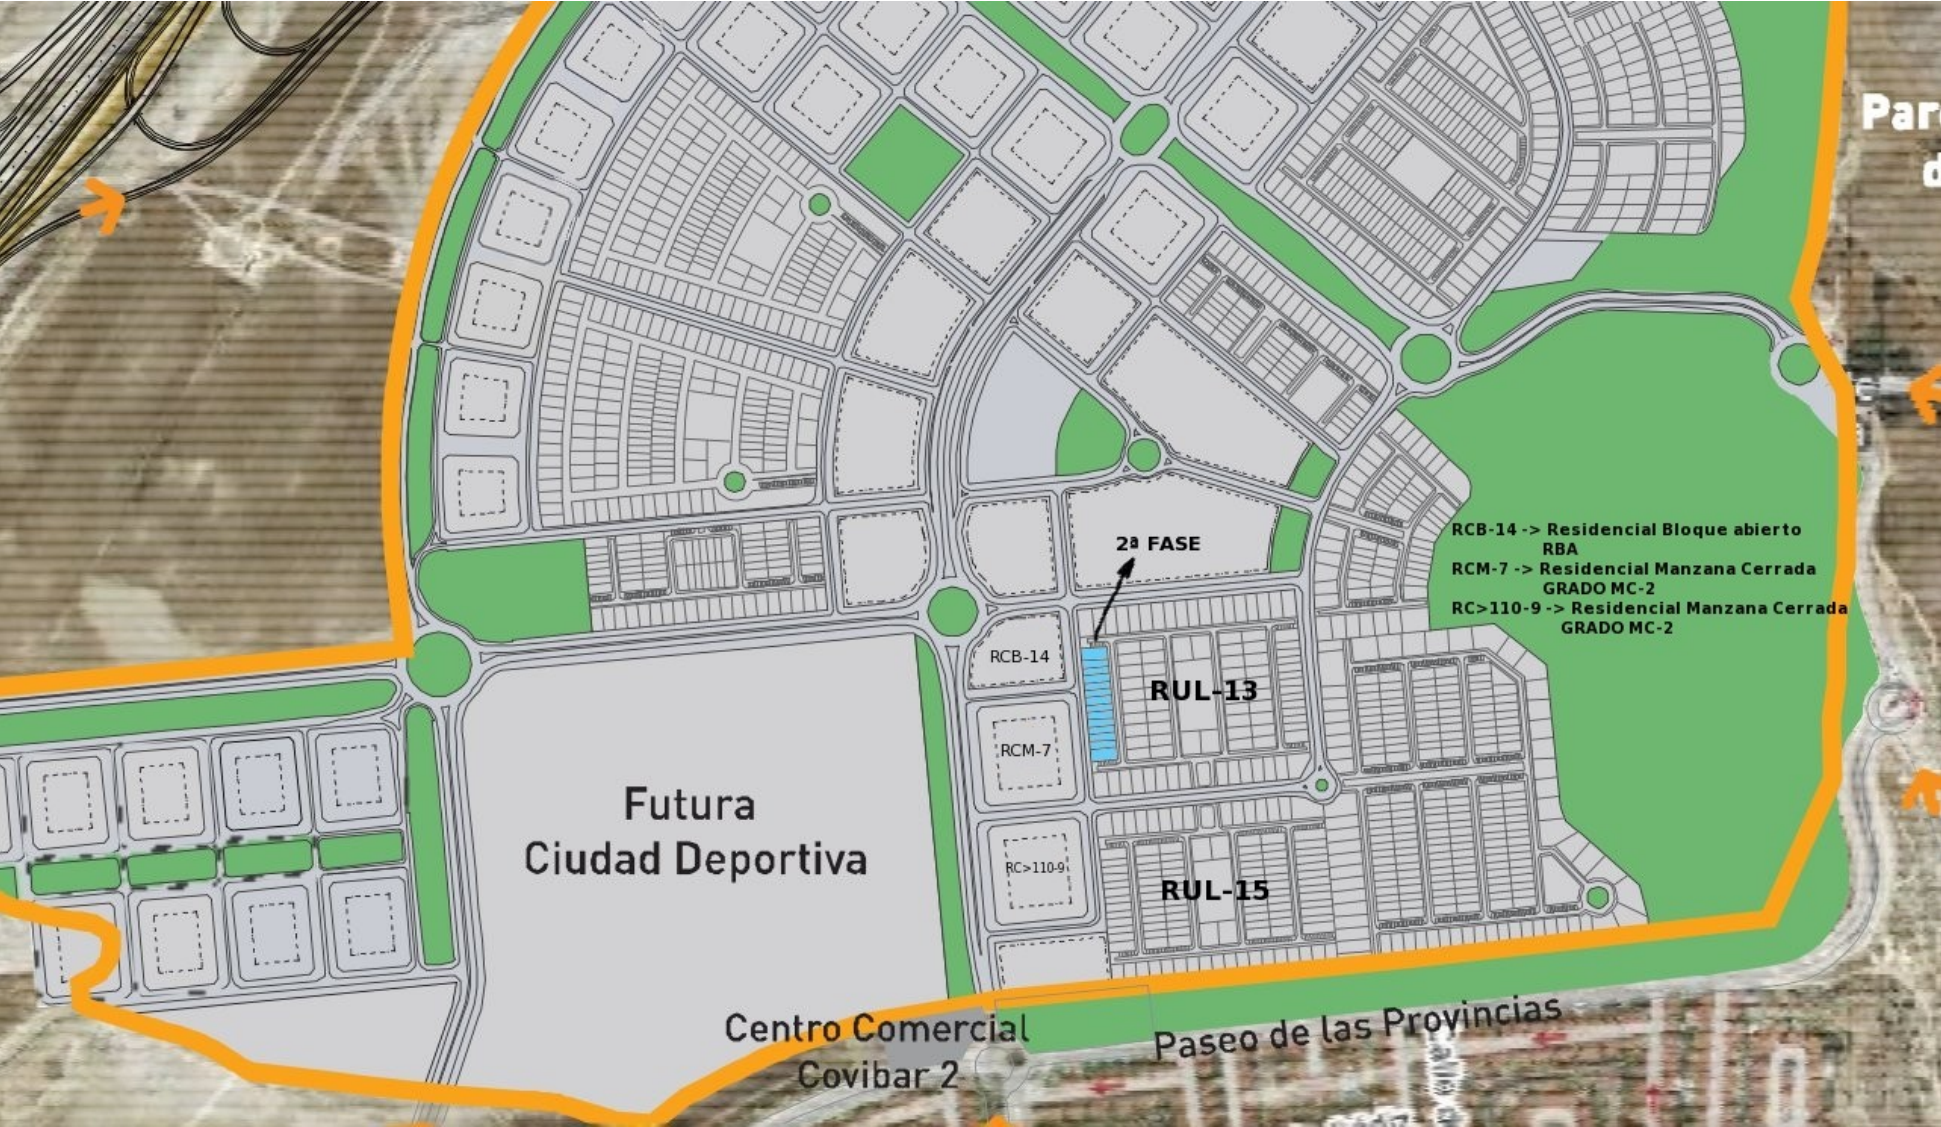 Par
d
2ª FASE
RCB-14 -> Residencial Bloque abierto
RBA
RCM-7 -> Residencial Manzana Cerrada
GRADO MC-2
RC>110-9 -> Residencial Manzana Cerrada
GRADO MC-2
RCB-14
RUL-13
RCM-7
Futura
Ciudad Deportiva
RC>110-9
RUL-15
Centro Comercial
Covibar 2
Paseo de las Provincias